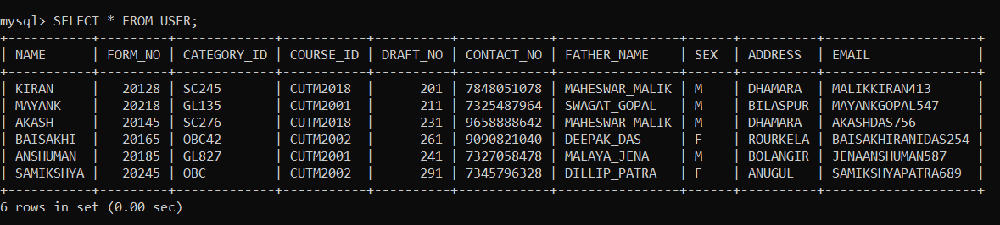 mysql> SELECT * FROM USER;
+-----------+---------+-------------+-----------+----------+------------+----------------+------+-----------+--------------------+
| NAME      | FORM_NO | CATEGORY_ID | COURSE_ID | DRAFT_NO | CONTACT_NO | FATHER_NAME    | SEX  | ADDRESS   | EMAIL              |
+-----------+---------+-------------+-----------+----------+------------+----------------+------+-----------+--------------------+
| KIRAN     |   20128 | SC245       | CUTM2018  |      201 | 7848051078 | MAHESWAR_MALIK | M    | DHAMARA   | MALIKKIRAN413      |
| MAYANK    |   20218 | GL135       | CUTM2001  |      211 | 7325487964 | SWAGAT_GOPAL   | M    | BILASPUR  | MAYANKGOPAL547     |
| AKASH     |   20145 | SC276       | CUTM2018  |      231 | 9658888642 | MAHESWAR_MALIK | M    | DHAMARA   | AKASHDAS756        |
| BAISAKHI  |   20165 | OBC42       | CUTM2002  |      261 | 9090821040 | DEEPAK_DAS     | F    | ROURKELA  | BAISAKHIRANIDAS254 |
| ANSHUMAN  |   20185 | GL827       | CUTM2001  |      241 | 7327058478 | MALAYA_JENA    | M    | BOLANGIR  | JENAANSHUMAN587    |
| SAMIKSHYA |   20245 | OBC         | CUTM2002  |      291 | 7345796328 | DILLIP_PATRA   | F    | ANUGUL    | SAMIKSHYAPATRA689  |
+-----------+---------+-------------+-----------+----------+------------+----------------+------+-----------+--------------------+
6 rows in set (0.00 sec)